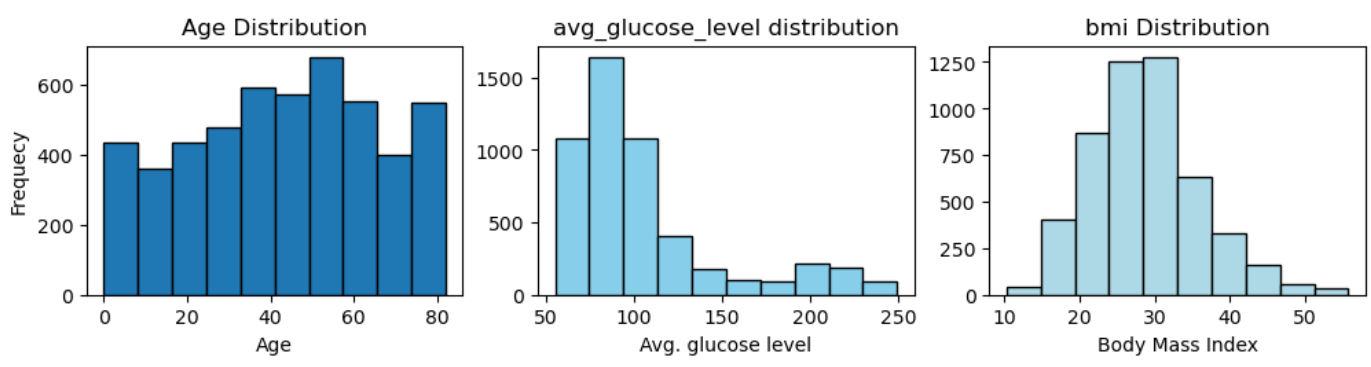 Age Distribution
Frequecy
600
400
200
0
0 20 40 60 80
Age
avg_glucose_level distribution
1500
1000
500
0
50 100 150 200 250
Avg. glucose level
bmi Distribution
1250
1000
750
500
250
0
10 20 30 40 50
Body Mass Index